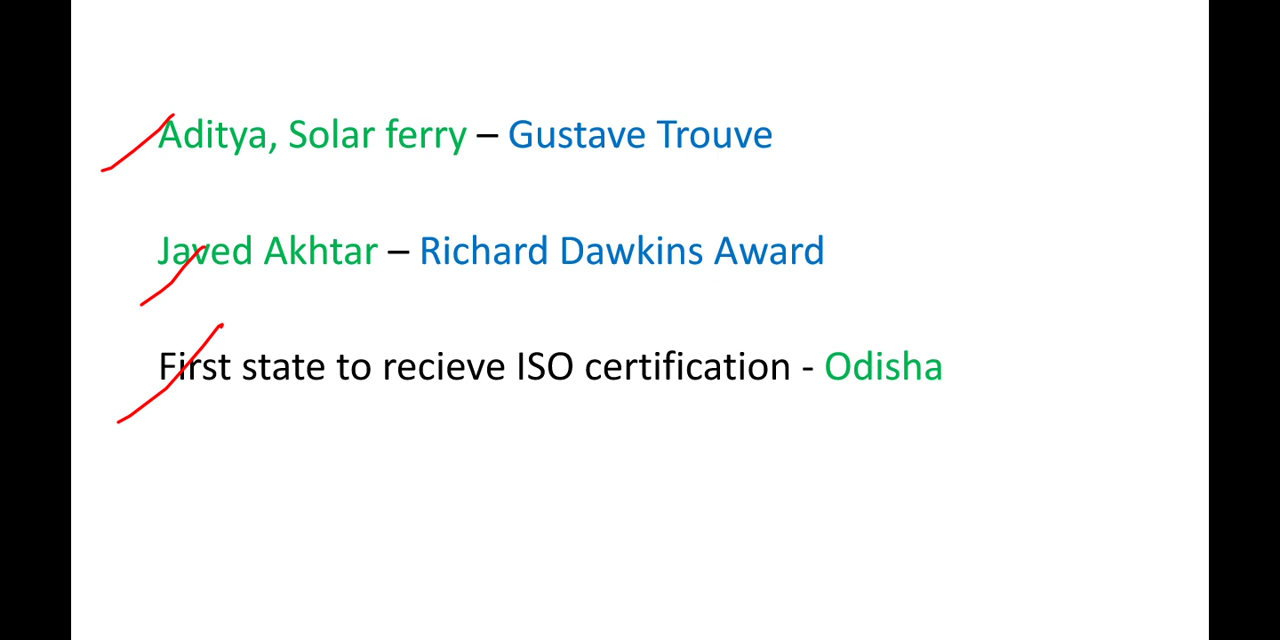 Aditya, Solar ferry – Gustave Trouve
Javed Akhtar – Richard Dawkins Award
First state to recieve ISO certification - Odisha